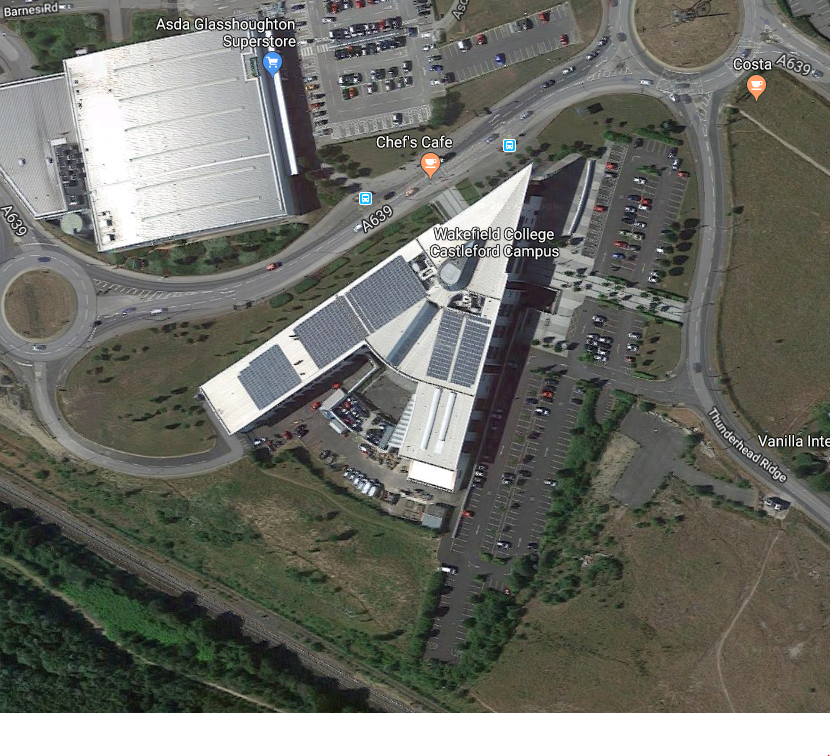 Barnes Rd
Asda Glasshoughton
Superstore
Costa
A639
Chef's Cafe
A639
A639
Wakefield College
Castleford Campus
Thunderhead Ridge
Vanilla Inte